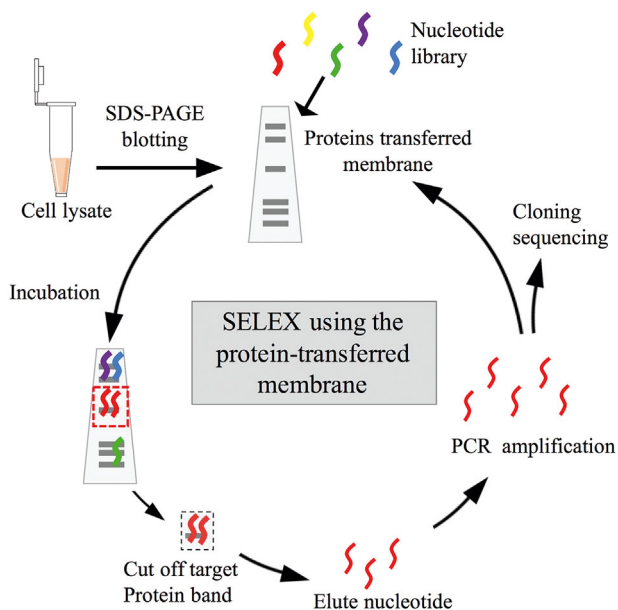 Nucleotide
library
SDS-PAGE
blotting
Proteins transferred
membrane
Cell lysate
Cloning
sequencing
Incubation
SELEX using the
protein-transferred
membrane
PCR amplification
Cut off target
Protein band
Elute nucleotide